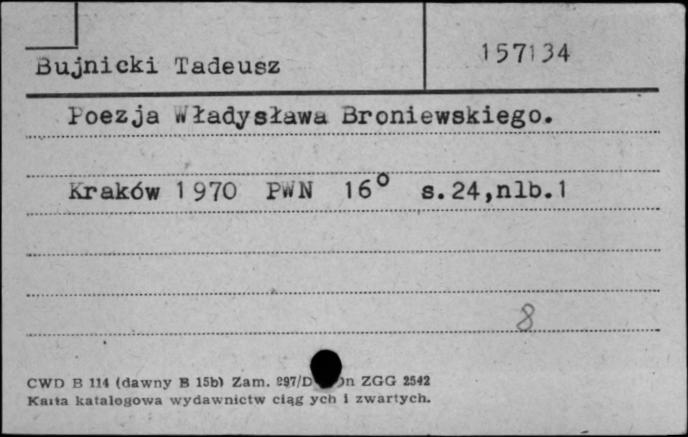 Bujnicki Tadeusz
157134
Poezja Władysława Broniewskiego.
Kraków 1970 PWN 16° s.24,nlb.1
8
CWD B 114 (dawny B 15b) Zam. 297/D n ZGG 2542
Karta katalogowa wydawnictw ciąg ych i zwartych.